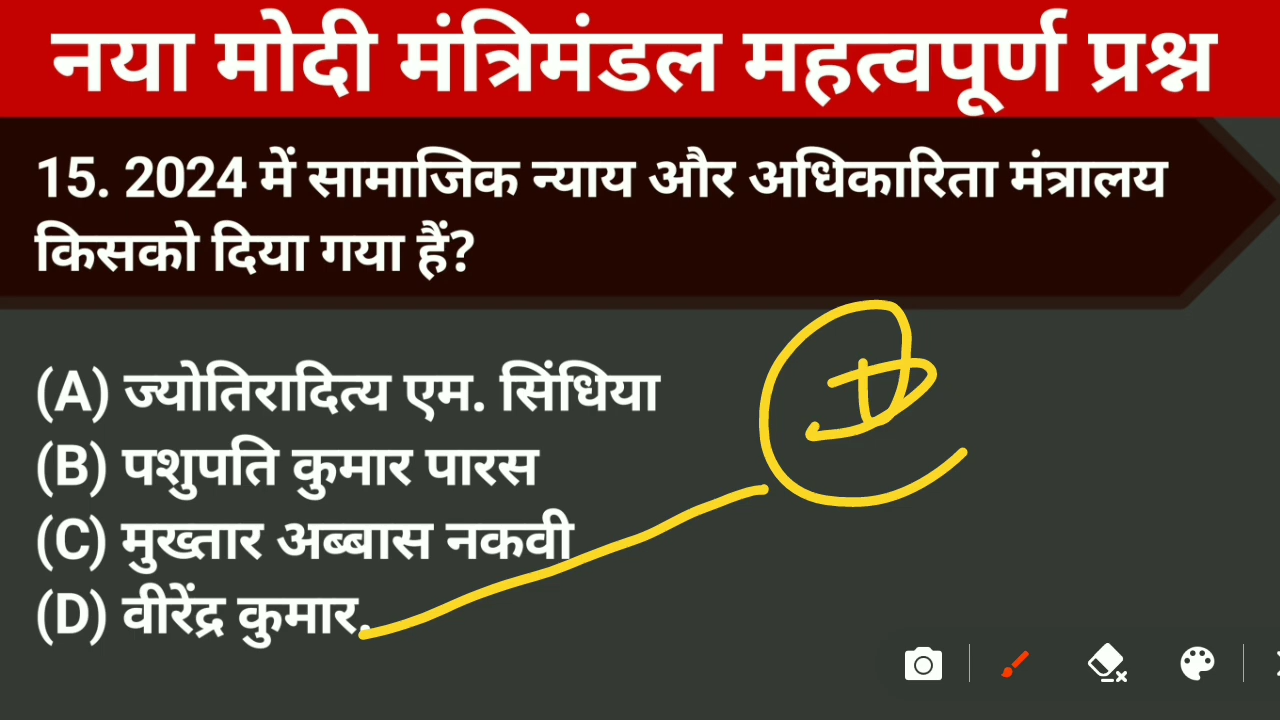 नया मोदी मंत्रिमंडल महत्वपूर्ण प्रश्न
15. 2024 में सामाजिक न्याय और अधिकारिता मंत्रालय
किसको दिया गया हैं?
(A) ज्योतिरादित्य एम. सिंधिया
(B) पशुपति कुमार पारस
(C) मुख्तार अब्बास नकवी
(D) वीरेंद्र कुमार.
D